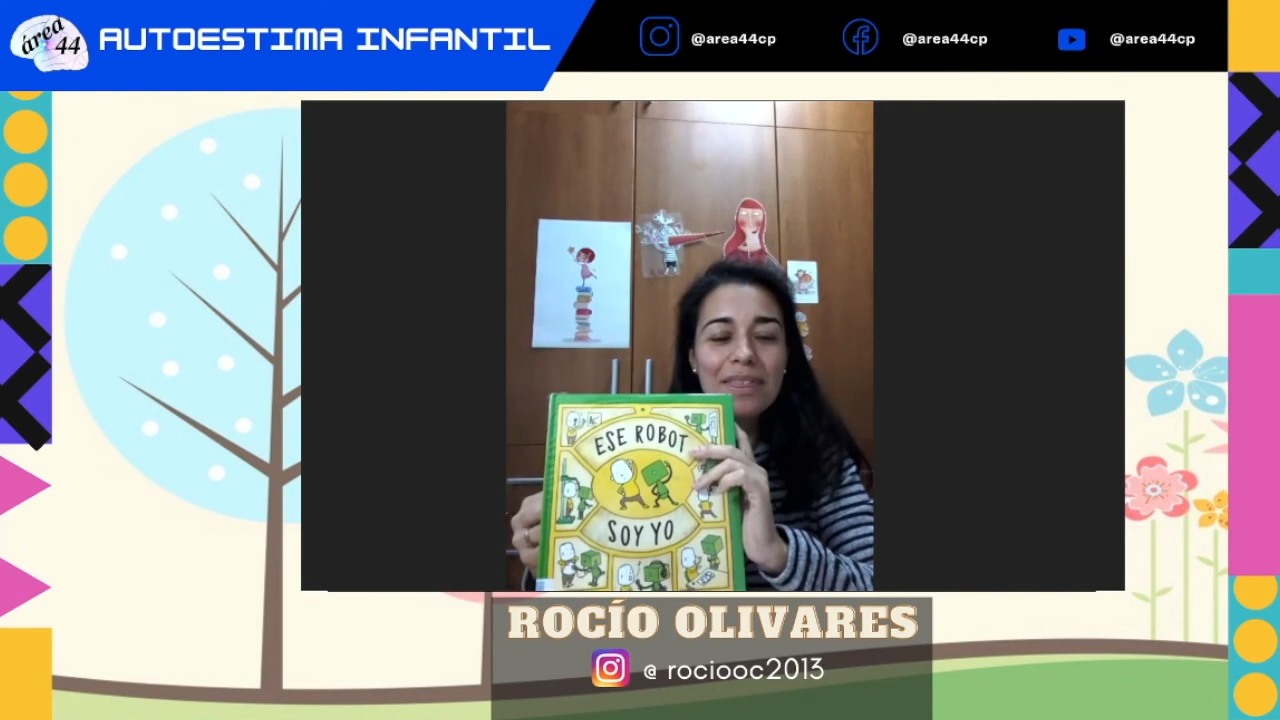 área
44
AUTOESTIMA INFANTIL
@area44cp
@area44cp
@area44cp
ESE ROBOT
SOY YO
ROCÍO OLIVARES
@ rociooc2013